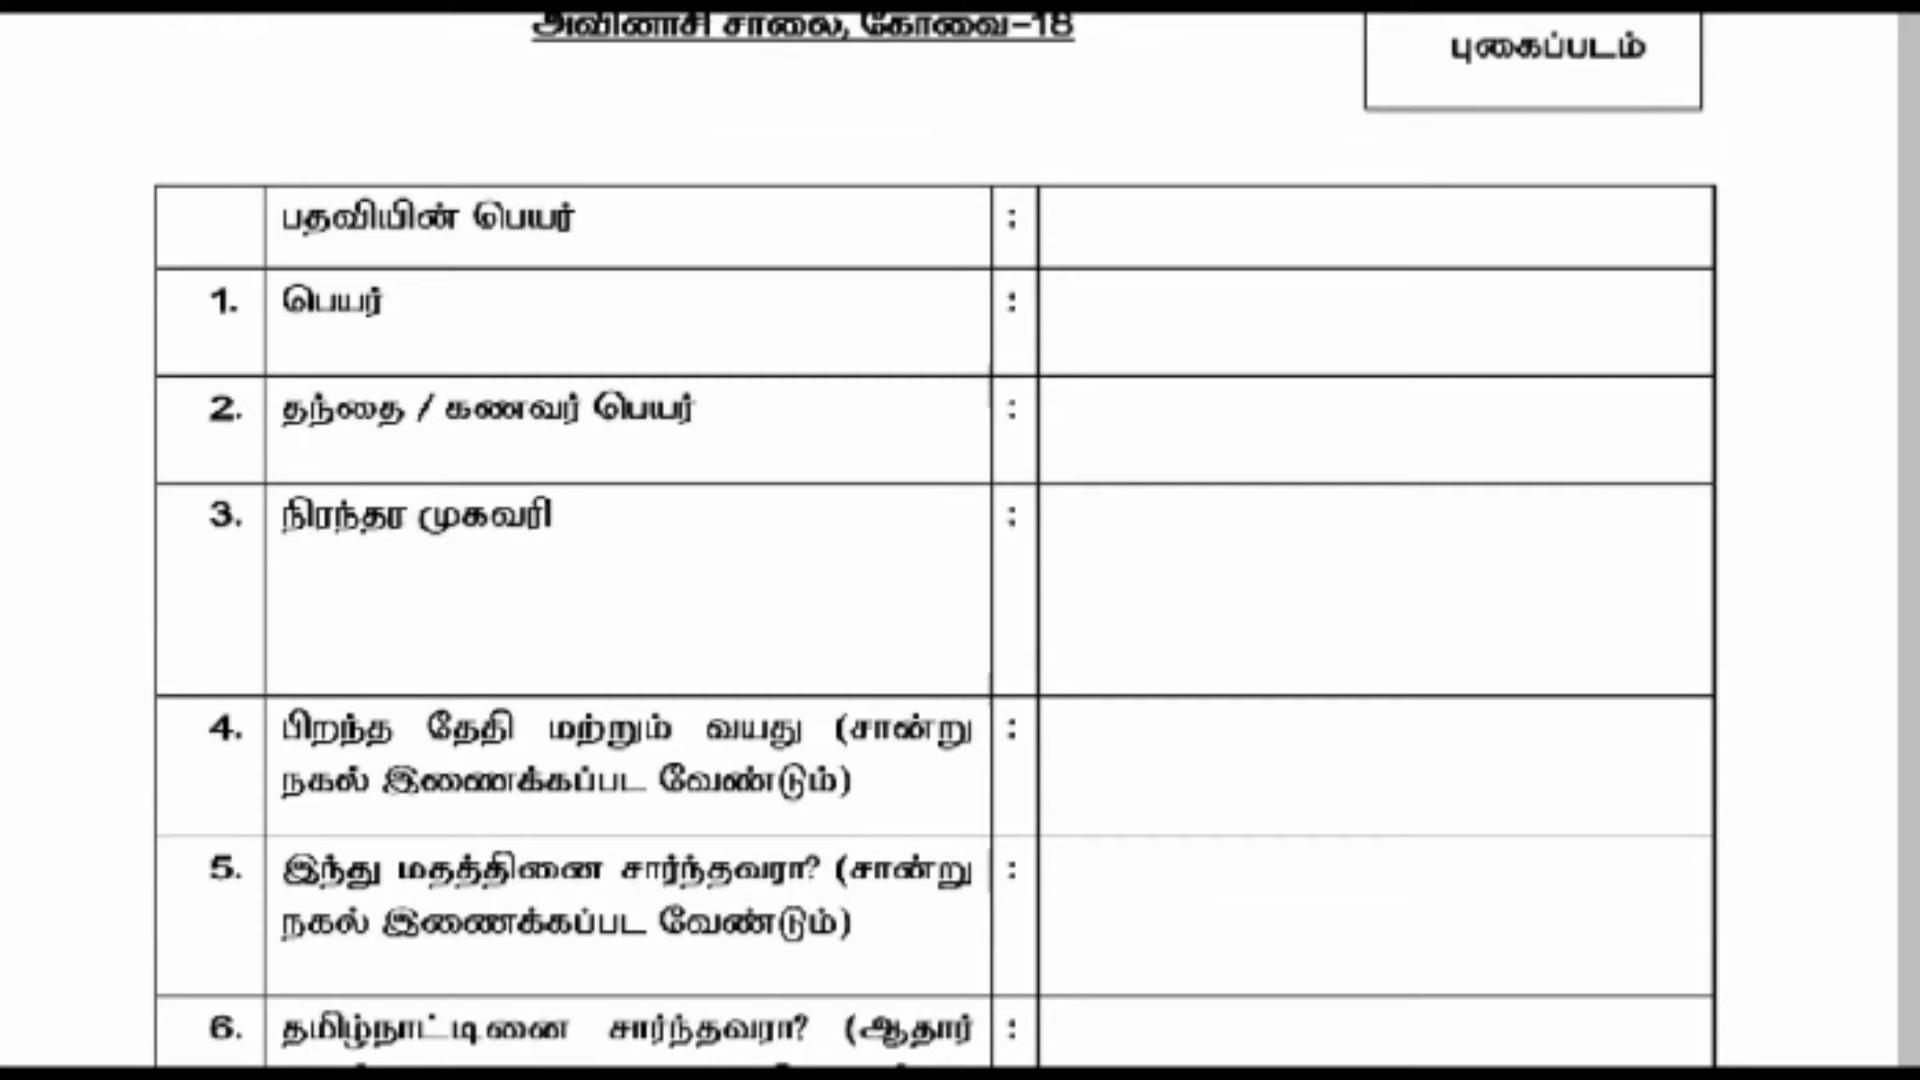 அவினாசி சாலை, கோவை-18
புகைப்படம்
பதவியின் பெயர் :
1. பெயர் :
2. தந்தை / கணவர் பெயர் :
3. நிரந்தர முகவரி :
4. பிறந்த தேதி மற்றும் வயது (சான்று :
நகல் இணைக்கப்பட வேண்டும்)
5. இந்து மதத்தினை சார்ந்தவரா? (சான்று :
நகல் இணைக்கப்பட வேண்டும்)
6. தமிழ்நாட்டினை சார்ந்தவரா? (ஆதார் :